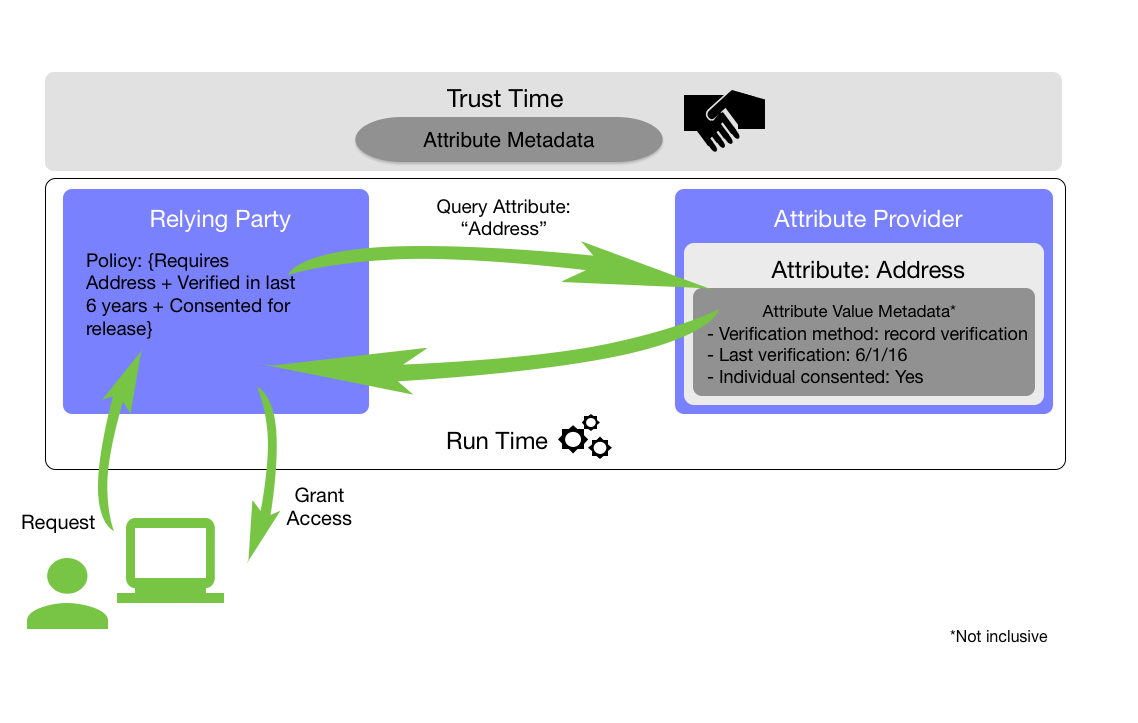 Trust Time
Attribute Metadata
Relying Party
Policy: {Requires
Address + Verified in last
6 years + Consented for
release}
Query Attribute:
“Address”
Attribute Provider
Attribute: Address
Attribute Value Metadata*
- Verification method: record verification
- Last verification: 6/1/16
- Individual consented: Yes
Run Time
Request
Grant
Access
*Not inclusive